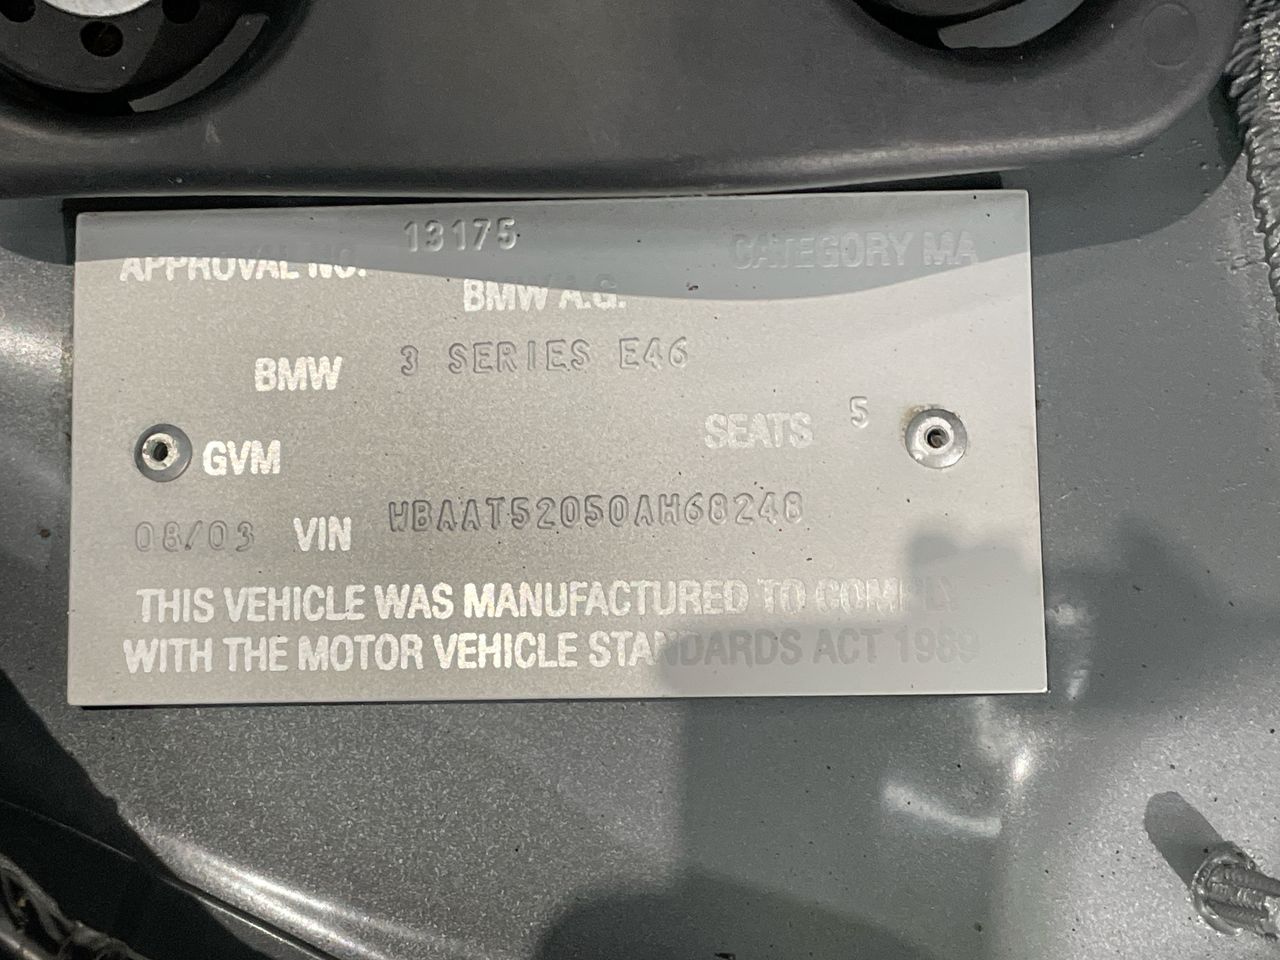 APPROVAL NO. 13175 CATEGORY MA
BMW A.G.
BMW 3 SERIES E46
GVM SEATS 5
08/03 VIN WBAAT52050AH68248
THIS VEHICLE WAS MANUFACTURED TO COMPLY
WITH THE MOTOR VEHICLE STANDARDS ACT 1989